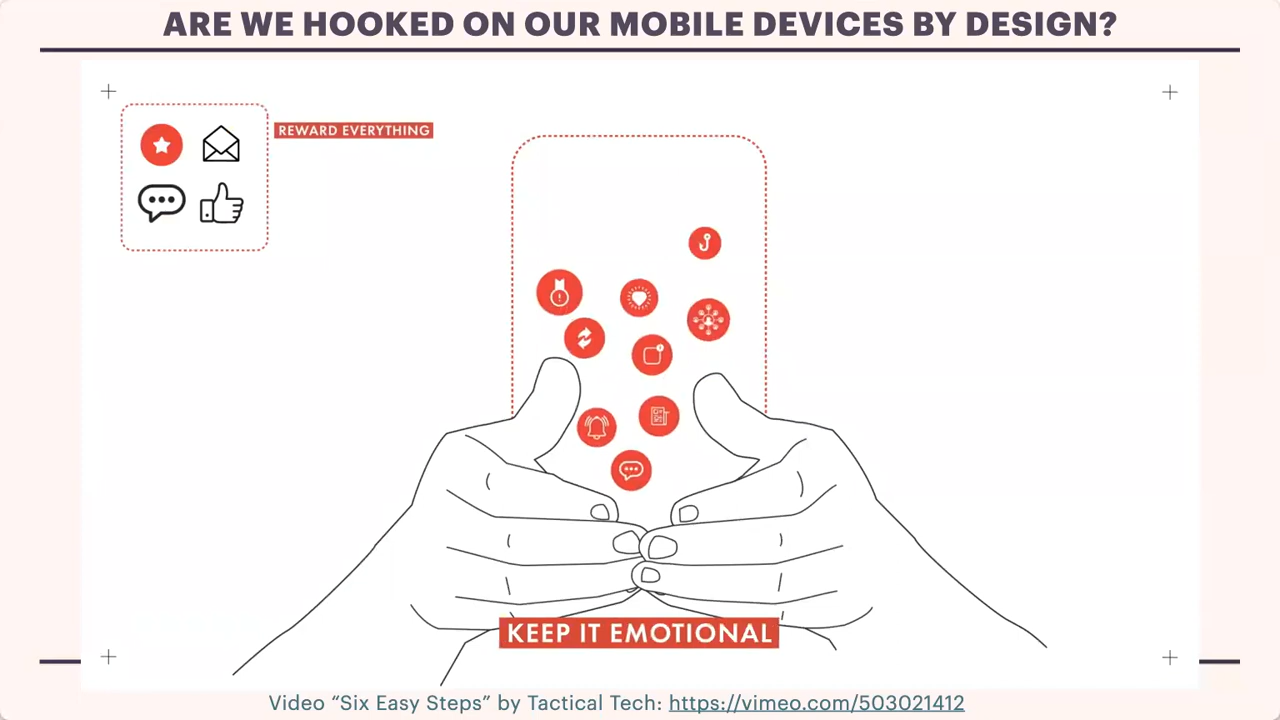 ARE WE HOOKED ON OUR MOBILE DEVICES BY DESIGN?
REWARD EVERYTHING
KEEP IT EMOTIONAL
Video “Six Easy Steps” by Tactical Tech: https://vimeo.com/503021412